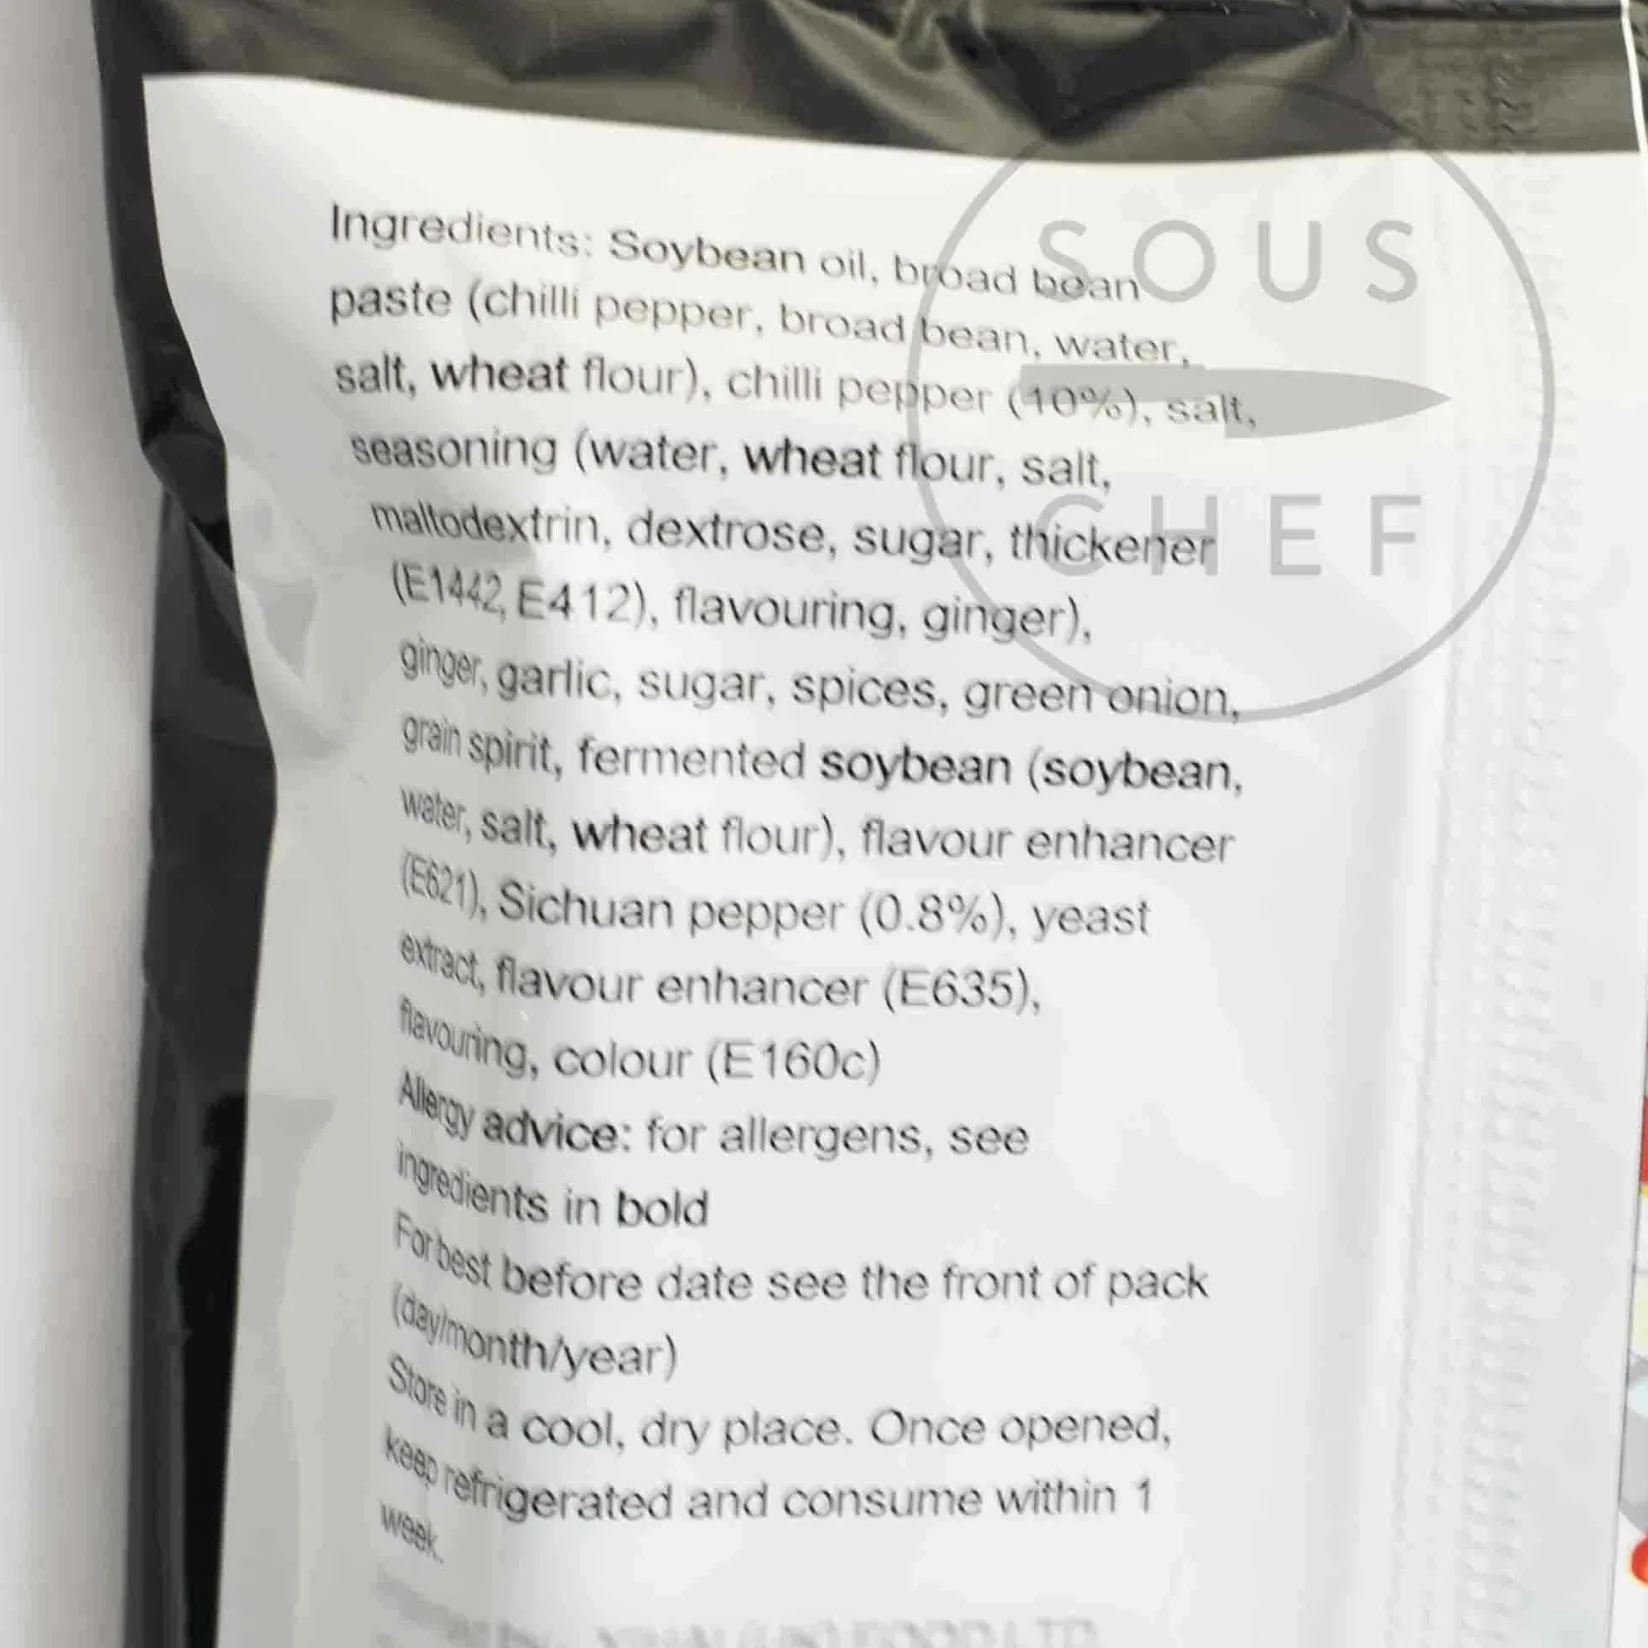 Ingredients: Soybean oil, broad bean
paste (chilli pepper, broad bean, water,
salt, wheat flour), chilli pepper (10%), salt,
seasoning (water, wheat flour, salt,
maltodextrin, dextrose, sugar, thickener
(E1442, E412), flavouring, ginger),
ginger, garlic, sugar, spices, green onion,
grain spirit, fermented soybean (soybean,
water, salt, wheat flour), flavour enhancer
(E621), Sichuan pepper (0.8%), yeast
extract, flavour enhancer (E635),
flavouring, colour (E160c)
Allergy advice: for allergens, see
ingredients in bold
For best before date see the front of pack
(day/month/year)
Store in a cool, dry place. Once opened,
keep refrigerated and consume within 1
week.
FOOD LTD
SOUS
CHEF